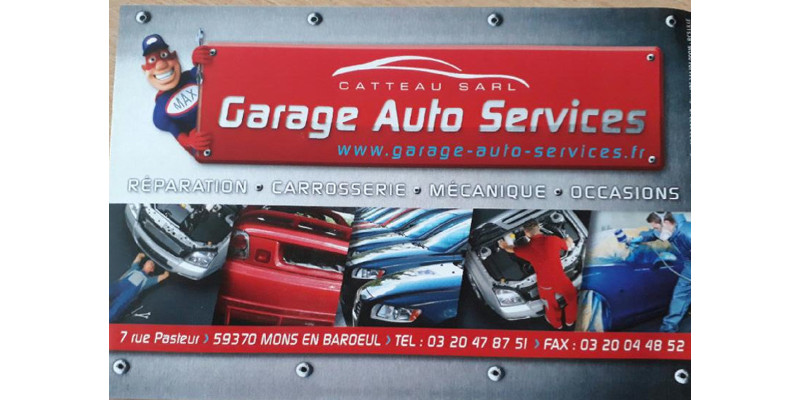 CATTEAU SARL
MAX
Garage Auto Services
www.garage-auto-services.fr
RÉPARATION • CARROSSERIE • MÉCANIQUE • OCCASIONS
7 rue Pasteur > 59370 MONS EN BAROEUL > TEL : 03 20 47 87 51 > FAX : 03 20 04 48 52